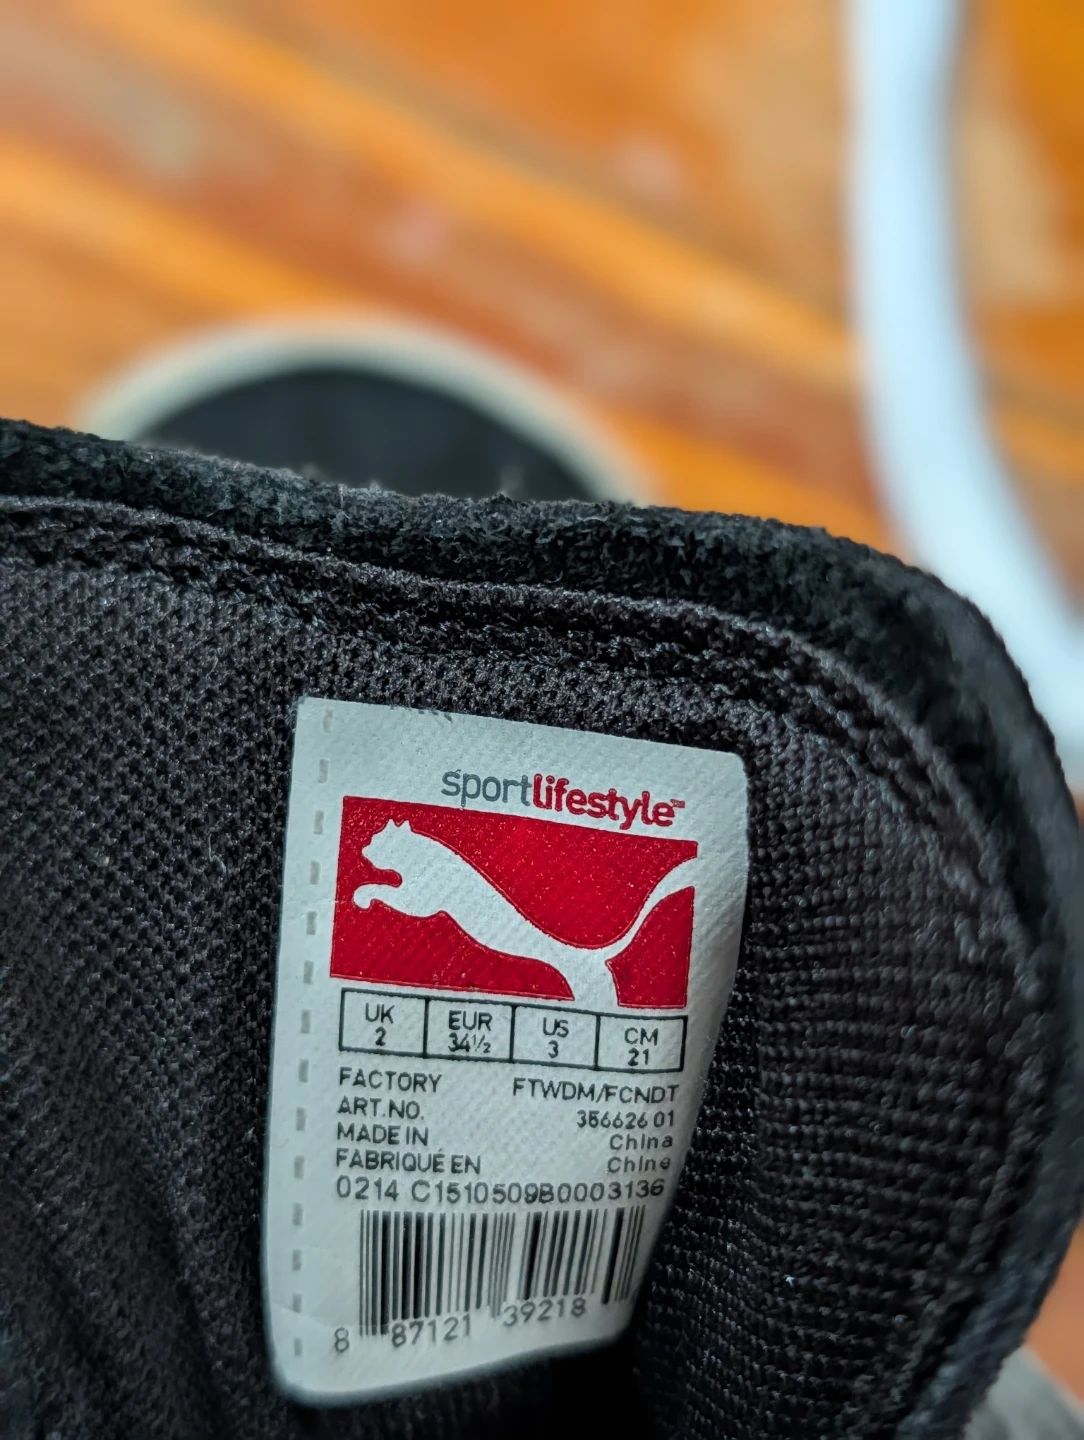 sportlifestyle™
UK EUR US CM
2 34½ 3 21
FACTORY FTWDM/FCNDT
ART.NO. 356626 01
MADE IN China
FABRIQUÉ EN Chine
0214 C1510509B0003136
8 87121 39218